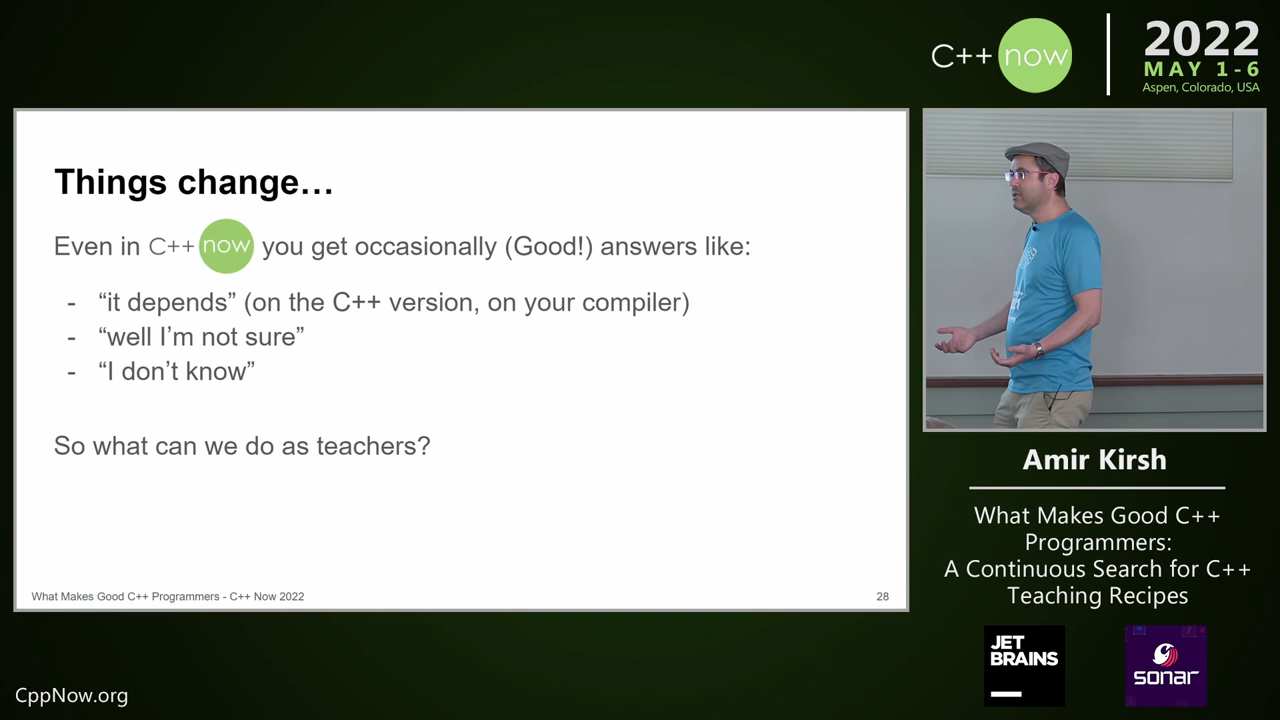 C++ now
2022
MAY 1-6
Aspen, Colorado, USA
Things change…
Even in C++ now you get occasionally (Good!) answers like:
- “it depends” (on the C++ version, on your compiler)
- “well I’m not sure”
- “I don’t know”
So what can we do as teachers?
What Makes Good C++ Programmers - C++ Now 2022
28
Amir Kirsh
What Makes Good C++
Programmers:
A Continuous Search for C++
Teaching Recipes
JET
BRAINS
sonar
CppNow.org